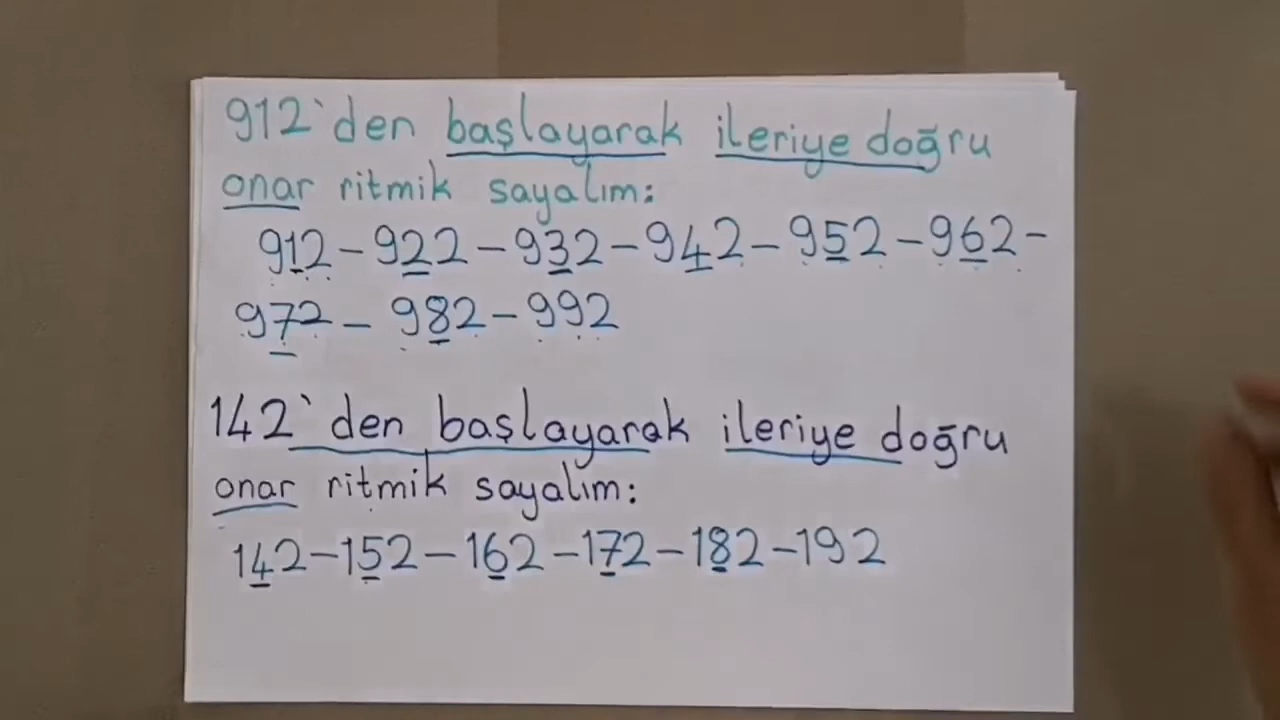 912`den başlayarak ileriye doğru
onar ritmik sayalım:
912-922-932-942-952-962-
972-982-992
142`den başlayarak ileriye doğru
onar ritmik sayalım:
142-152-162-172-182-192